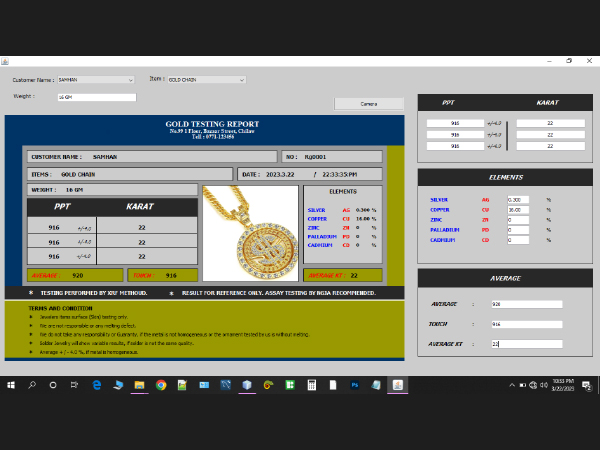 Customer Name : SAMHAN
Item : GOLD CHAIN
Weight : 16 GM
Camera
GOLD TESTING REPORT
No.99 1 Floor, Bazaar Street, Chilaw
Tell : 0771-123456
CUSTOMER NAME : SAMHAN
NO : Rg0001
ITEMS : GOLD CHAIN
DATE : 2023.3.22 / 22:33:35:PM
WEIGHT : 16 GM
PPT KARAT
916 +/-4.0 22
916 +/-4.0 22
916 +/-4.0 22
AVERAGE : 920
TOUCH : 916
ELEMENTS
SILVER AG 0.300 %
COPPER CU 16.00 %
ZINC ZN 0 %
PALLADIUM PD 0 %
CADMIUM CD 0 %
AVERAGE KT : 22
* TESTING PERFORMED BY XRF METHOUD. * RESULT FOR REFERENCE ONLY. ASSAY TESTING BY NGJA RECOMMENDED.
TERMS AND CONDITION
* Jewelers items surface (Skin) testing only.
* We are not responsible or any melting defect.
* We do not take any responsibility or Guaranty, if the metal is not homogeneous or the ornament tested be us is without melting.
* Solder jewelry will show variable results, if solder is not the same quality.
* Average +/-4.0 %, if metal is homogeneous.
PPT KARAT
916 +/-4.0 22
916 +/-4.0 22
916 +/-4.0 22
ELEMENTS
SILVER AG 0.300 %
COPPER CU 16.00 %
ZINC ZN 0 %
PALLADIUM PD 0 %
CADMIUM CD 0 %
AVERAGE
AVERAGE : 920
TOUCH : 916
AVERAGE KT : 22
10:33 PM
3/22/2023